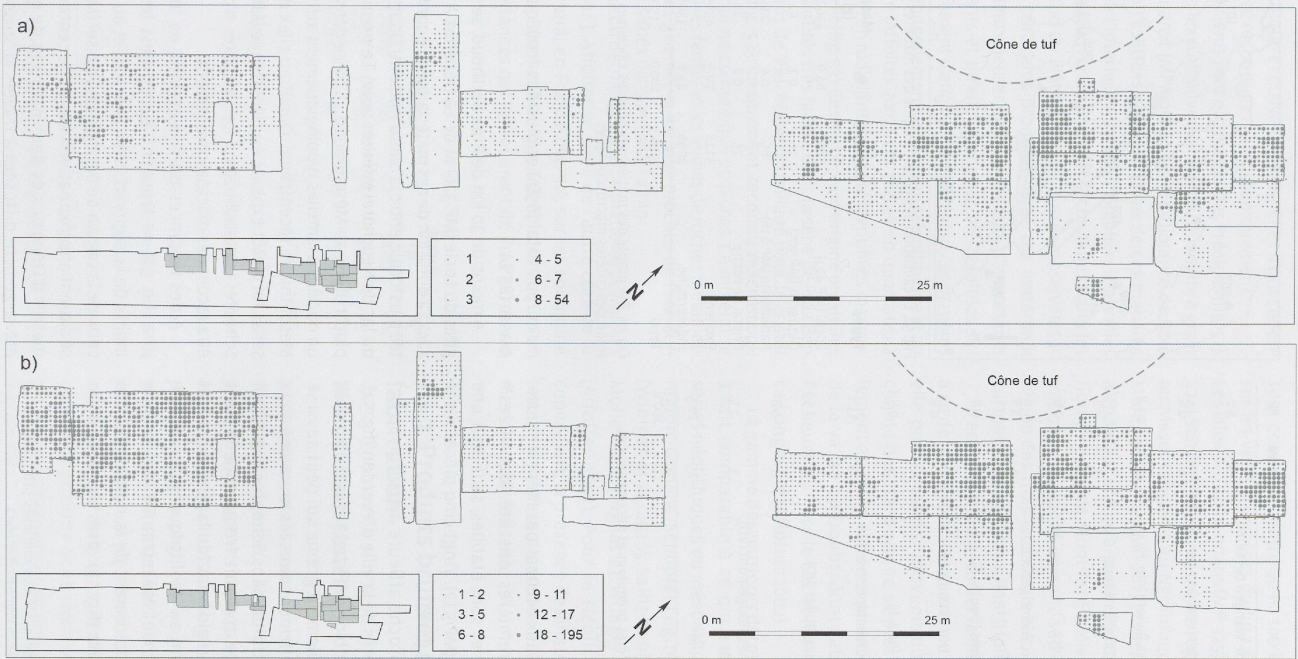 a)
Cône de tuf
1
2
3
4 - 5
6 - 7
8 - 54
N
0 m
25 m
b)
Cône de tuf
1 - 2
3 - 5
6 - 8
9 - 11
12 - 17
18 - 195
N
0 m
25 m